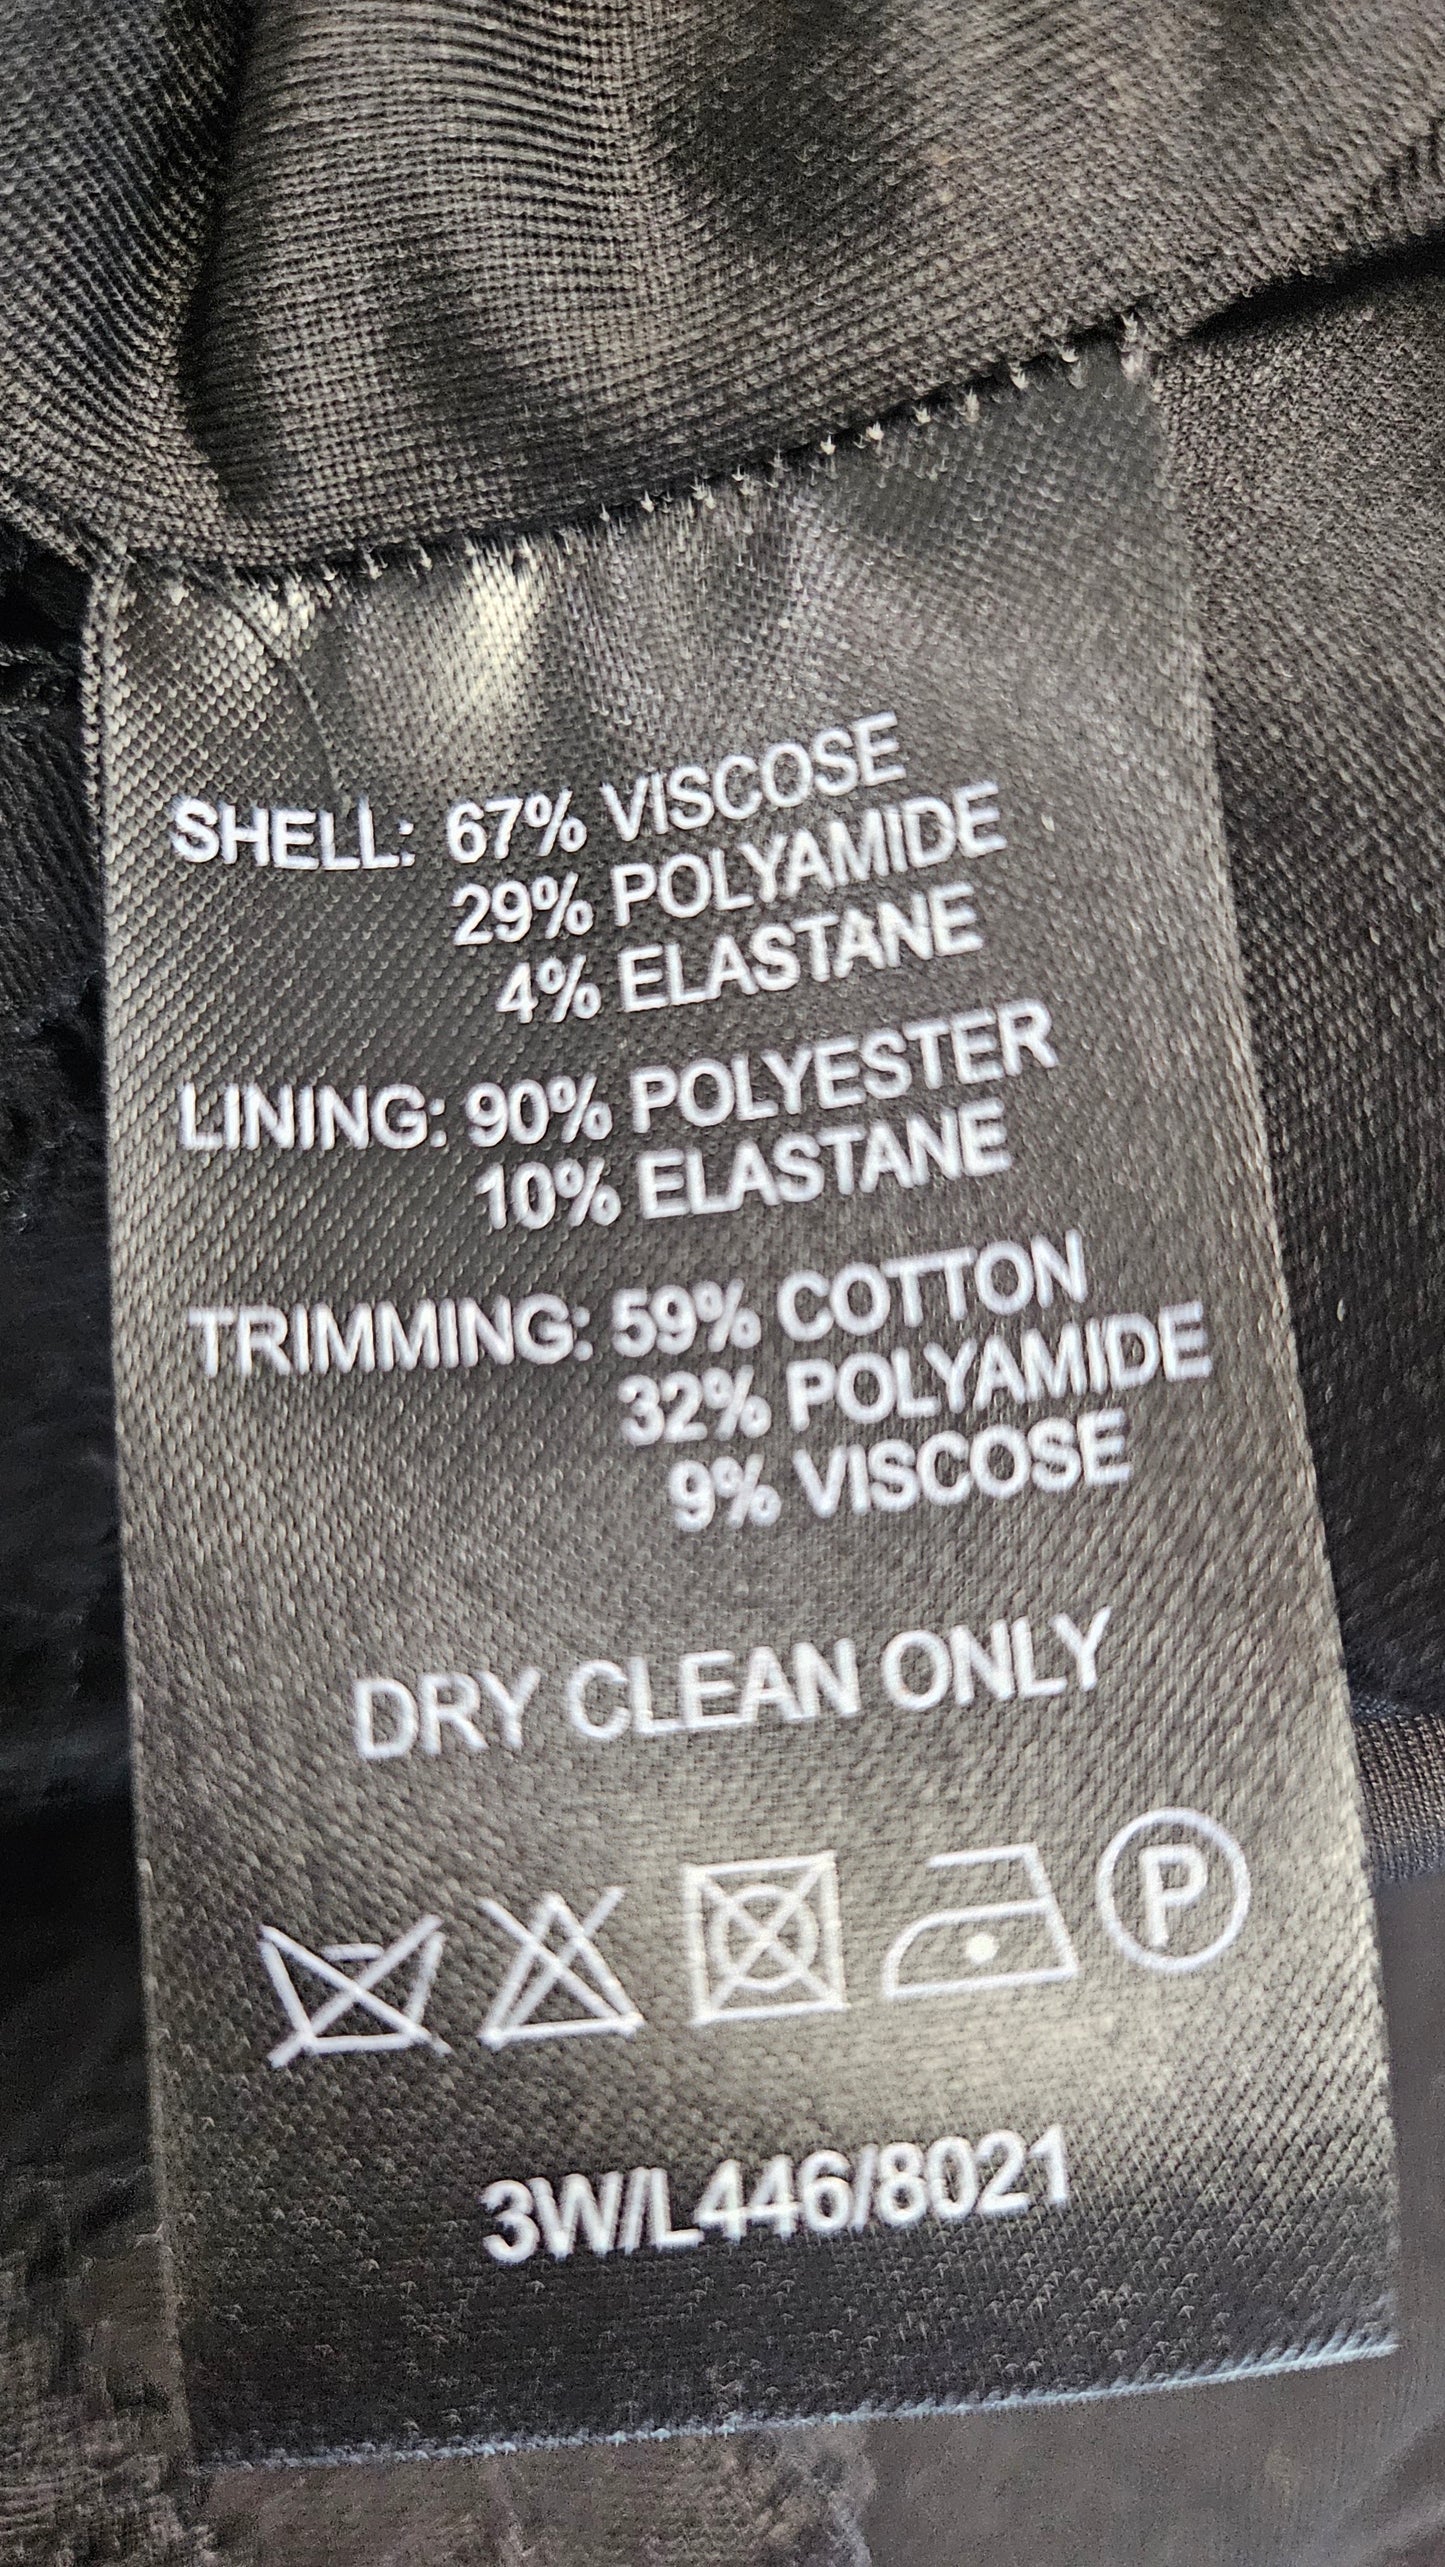 SHELL: 67% VISCOSE
29% POLYAMIDE
4% ELASTANE
LINING: 90% POLYESTER
10% ELASTANE
TRIMMING: 59% COTTON
32% POLYAMIDE
9% VISCOSE
DRY CLEAN ONLY
P
3W/L446/8021